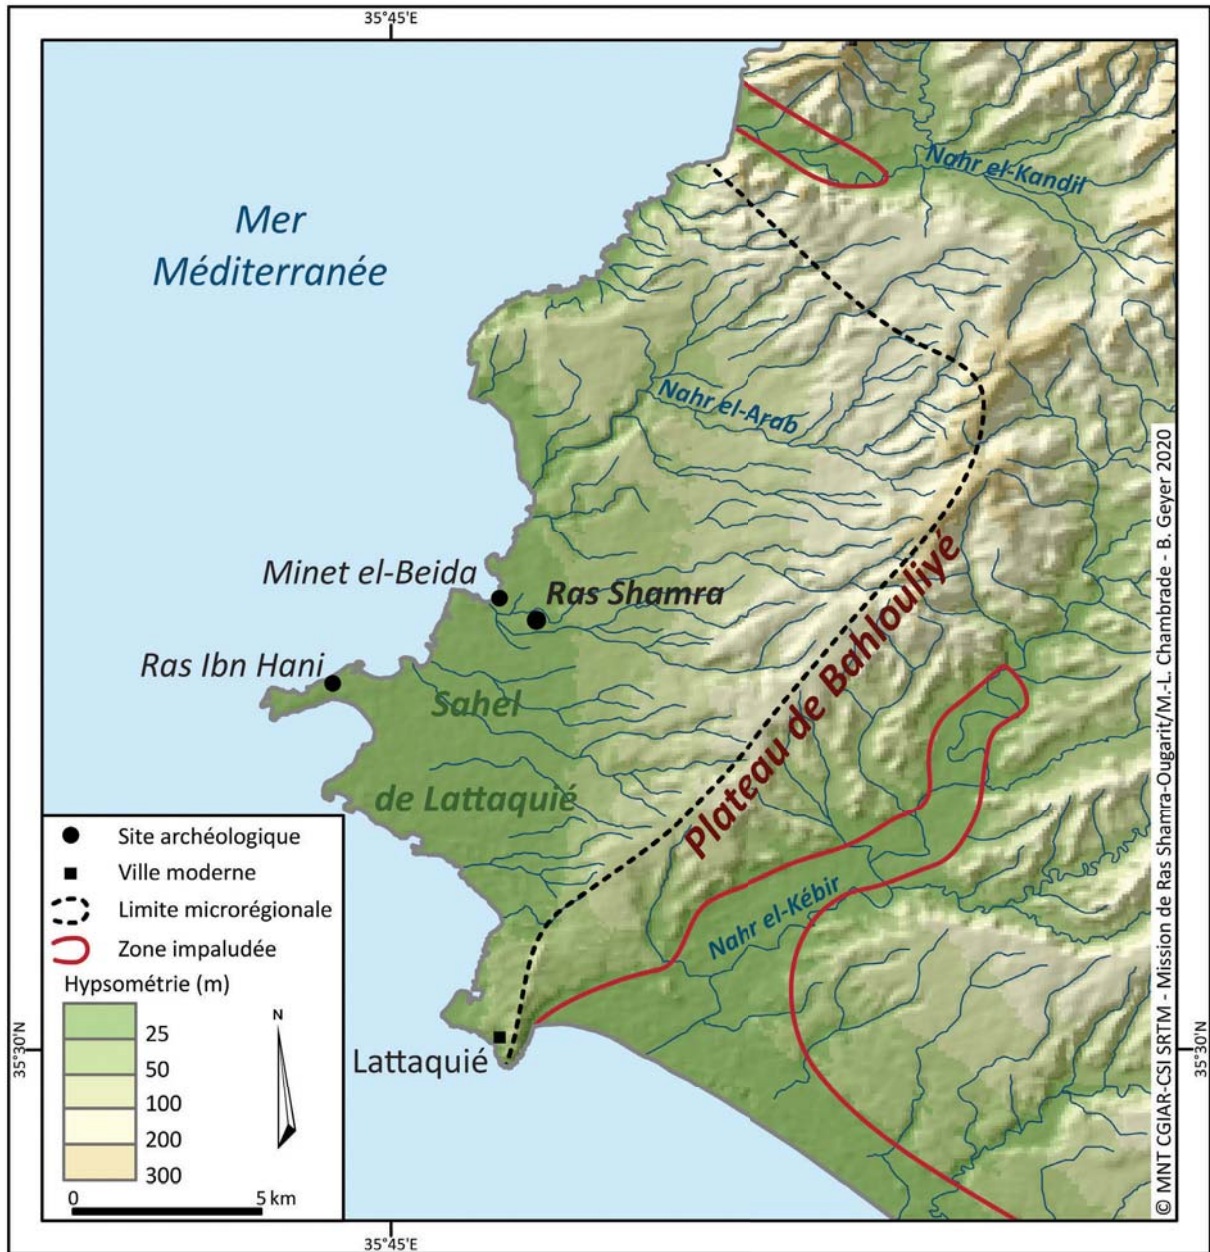 35°45'E
Nahr el-Kandil
Mer
Méditerranée
Nahr el-Arab
Minet el-Beida
Ras Shamra
Ras Ibn Hani
Sahel
de Lattaquié
Plateau de Bahlouliyé
Nahr el-Kébir
Lattaquié
Site archéologique
Ville moderne
Limite microrégionale
Zone impaludée
Hypsométrie (m)
25
50
100
200
300
N
0 5 km
35°30'N
35°30'N
35°45'E
© MNT CGIAR-CSI SRTM - Mission de Ras Shamra-Ougarit/M.-L. Chambrade - B. Geyer 2020